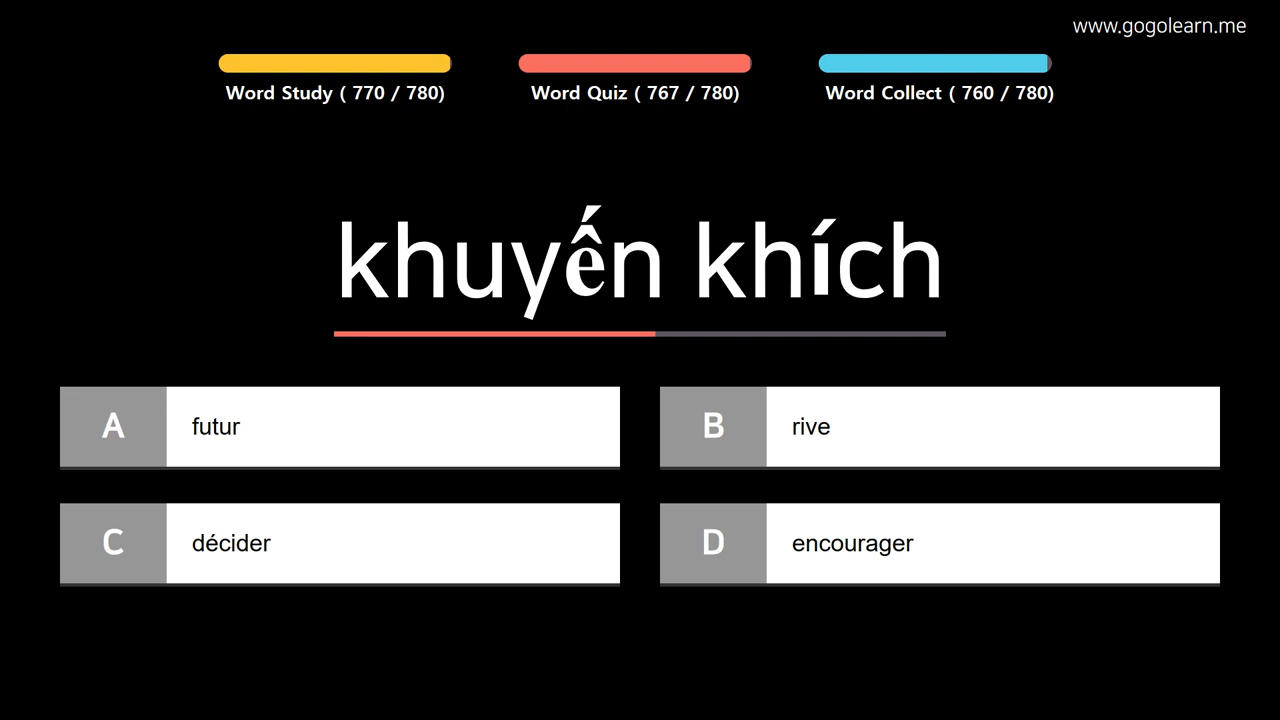 www.gogolearn.me
Word Study ( 770 / 780)
Word Quiz ( 767 / 780)
Word Collect ( 760 / 780)
khuyến khích
A futur
B rive
C décider
D encourager